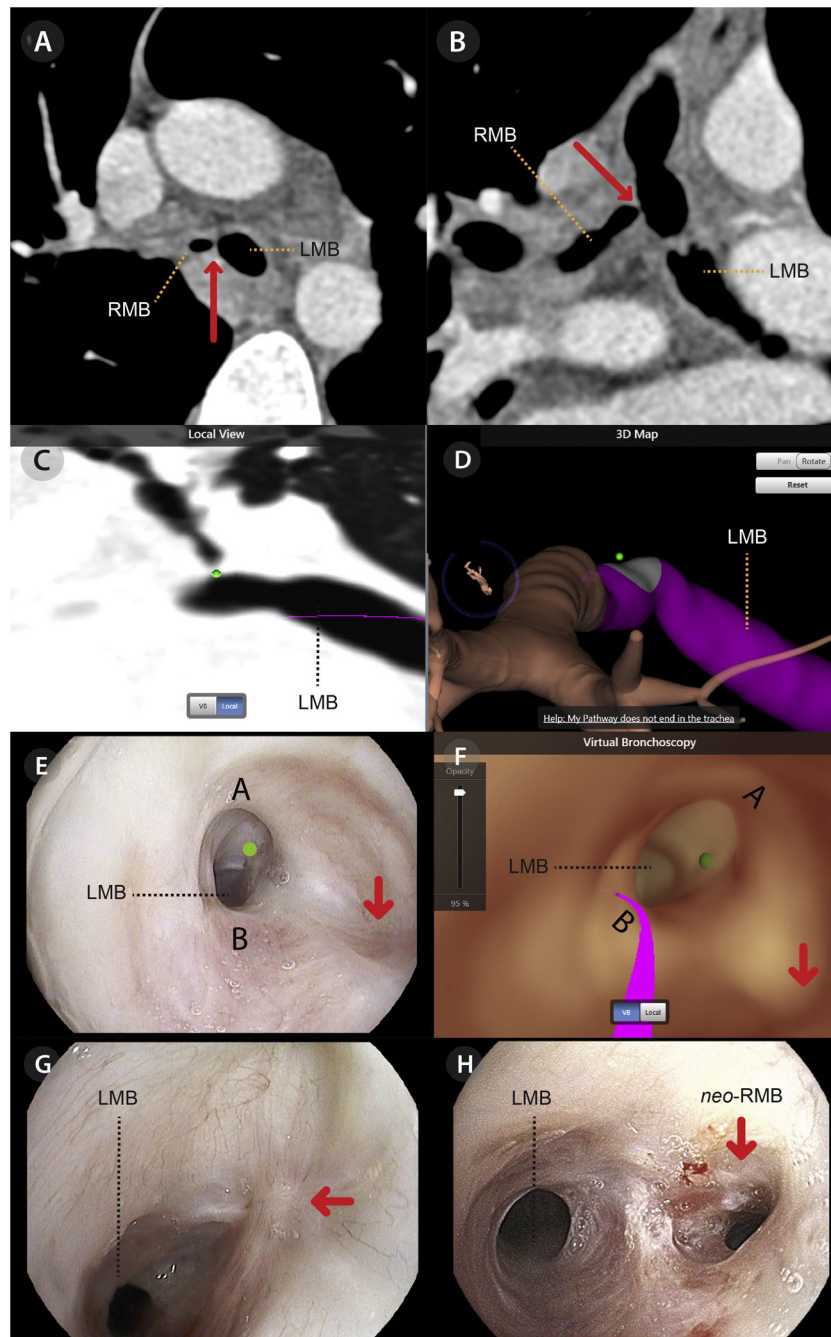 A
RMB
LMB
B
RMB
LMB
Local View
C
LMB
VB Local
3D Map
D
Pan Rotate
Reset
LMB
Help: My Pathway does not end in the trachea
E
A
LMB
B
Virtual Bronchoscopy
F
Opacity
A
LMB
B
95 %
VB Local
G
LMB
H
LMB
neo-RMB